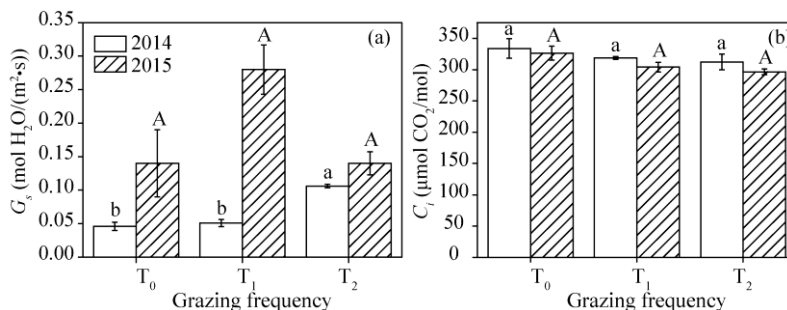 G_s (mol H₂O/(m²•s)
0.35
0.30
0.25
0.20
0.15
0.10
0.05
0.00
2014
2015
(a)
b
A
b
A
a
A
T₀
T₁
T₂
Grazing frequency
C_i (μmol CO₂/mol)
350
300
250
200
150
100
50
0
(b)
a
A
a
A
a
A
T₀
T₁
T₂
Grazing frequency